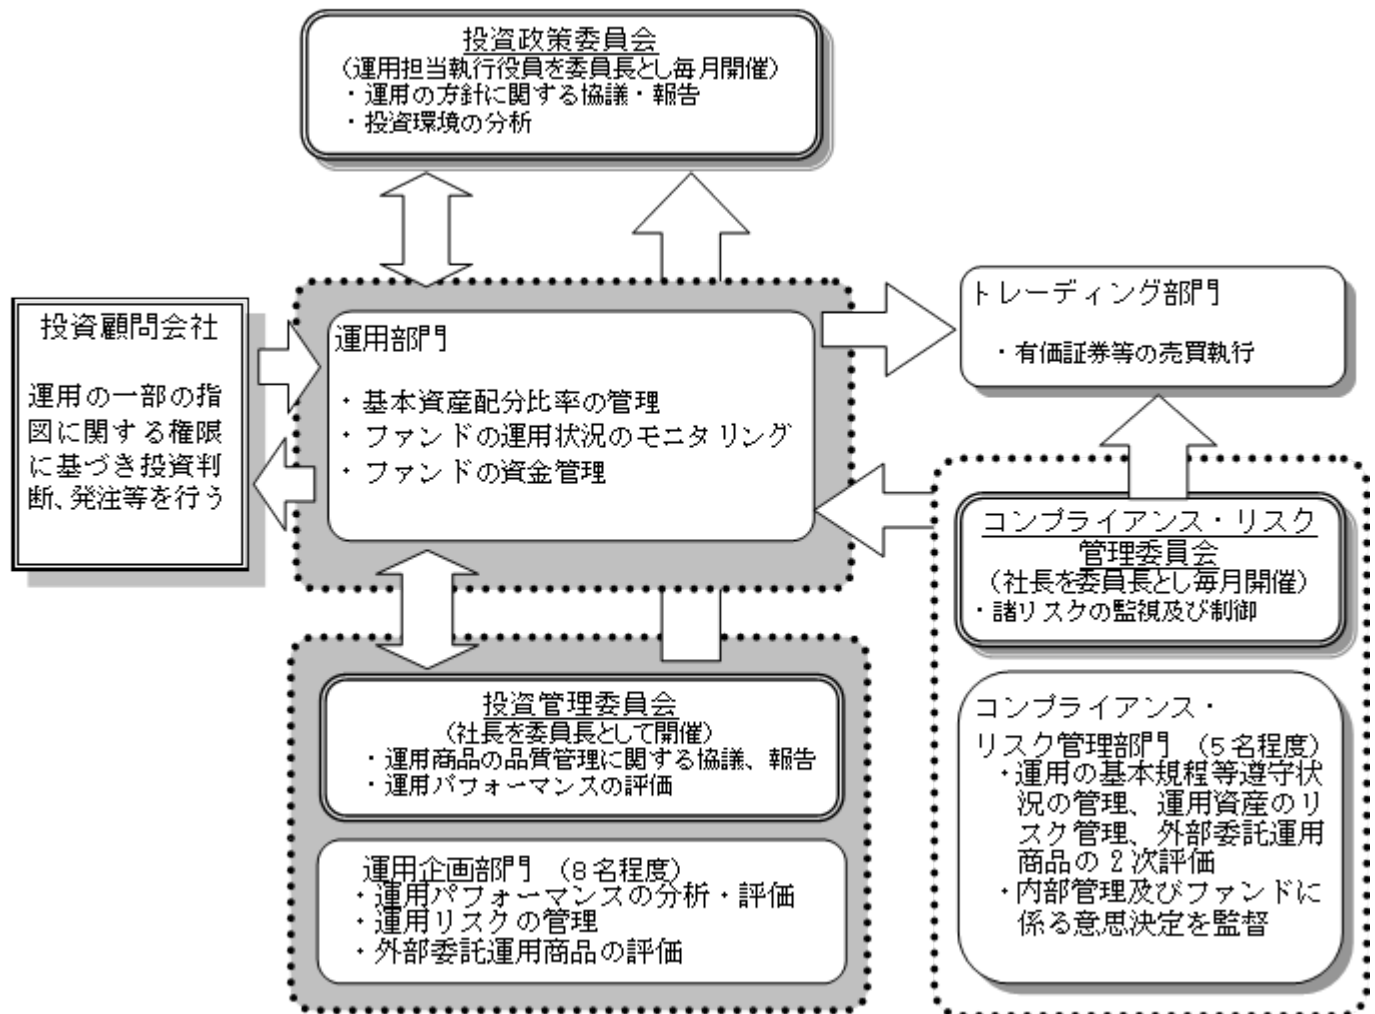 投資政策委員会
(運用担当執行役員を委員長とし毎月開催)
・運用の方針に関する協議・報告
・投資環境の分析
投資顧問会社
運用の一部の指
図に関する権限
に基づき投資判
断、発注等を行う
運用部門
・基本資産配分比率の管理
・ファンドの運用状況のモニタリング
・ファンドの資金管理
トレーディング部門
・有価証券等の売買執行
コンプライアンス・リスク
管理委員会
(社長を委員長とし毎月開催)
・諸リスクの監視及び制御
コンプライアンス・
リスク管理部門 (5名程度)
・運用の基本規程等遵守状
況の管理、運用資産のリ
スク管理、外部委託運用
商品の2次評価
・内部管理及びファンドに
係る意思決定を監督
投資管理委員会
(社長を委員長として開催)
・運用商品の品質管理に関する協議、報告
・運用パフォーマンスの評価
運用企画部門 (8名程度)
・運用パフォーマンスの分析・評価
・運用リスクの管理
・外部委託運用商品の評価